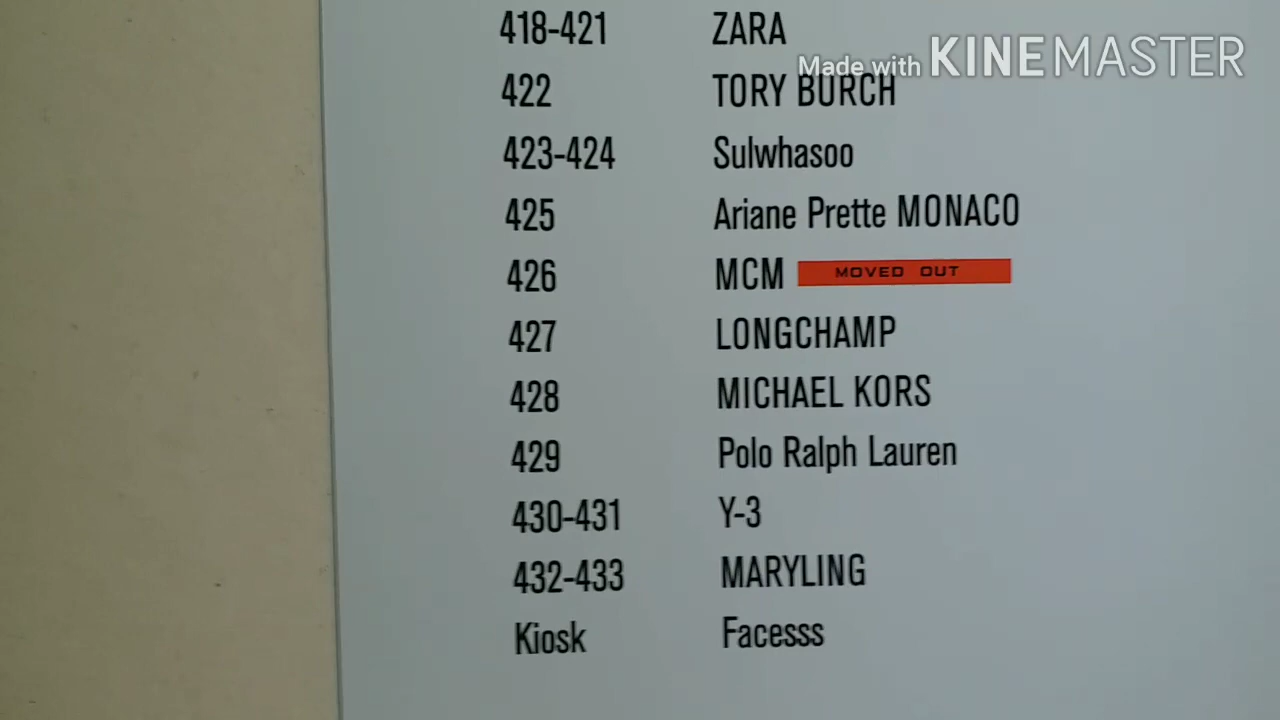 418-421 ZARA
Made with KINEMASTER
422 TORY BURCH
423-424 Sulwhasoo
425 Ariane Prette MONACO
426 MCM MOVED OUT
427 LONGCHAMP
428 MICHAEL KORS
429 Polo Ralph Lauren
430-431 Y-3
432-433 MARYLING
Kiosk Facesss